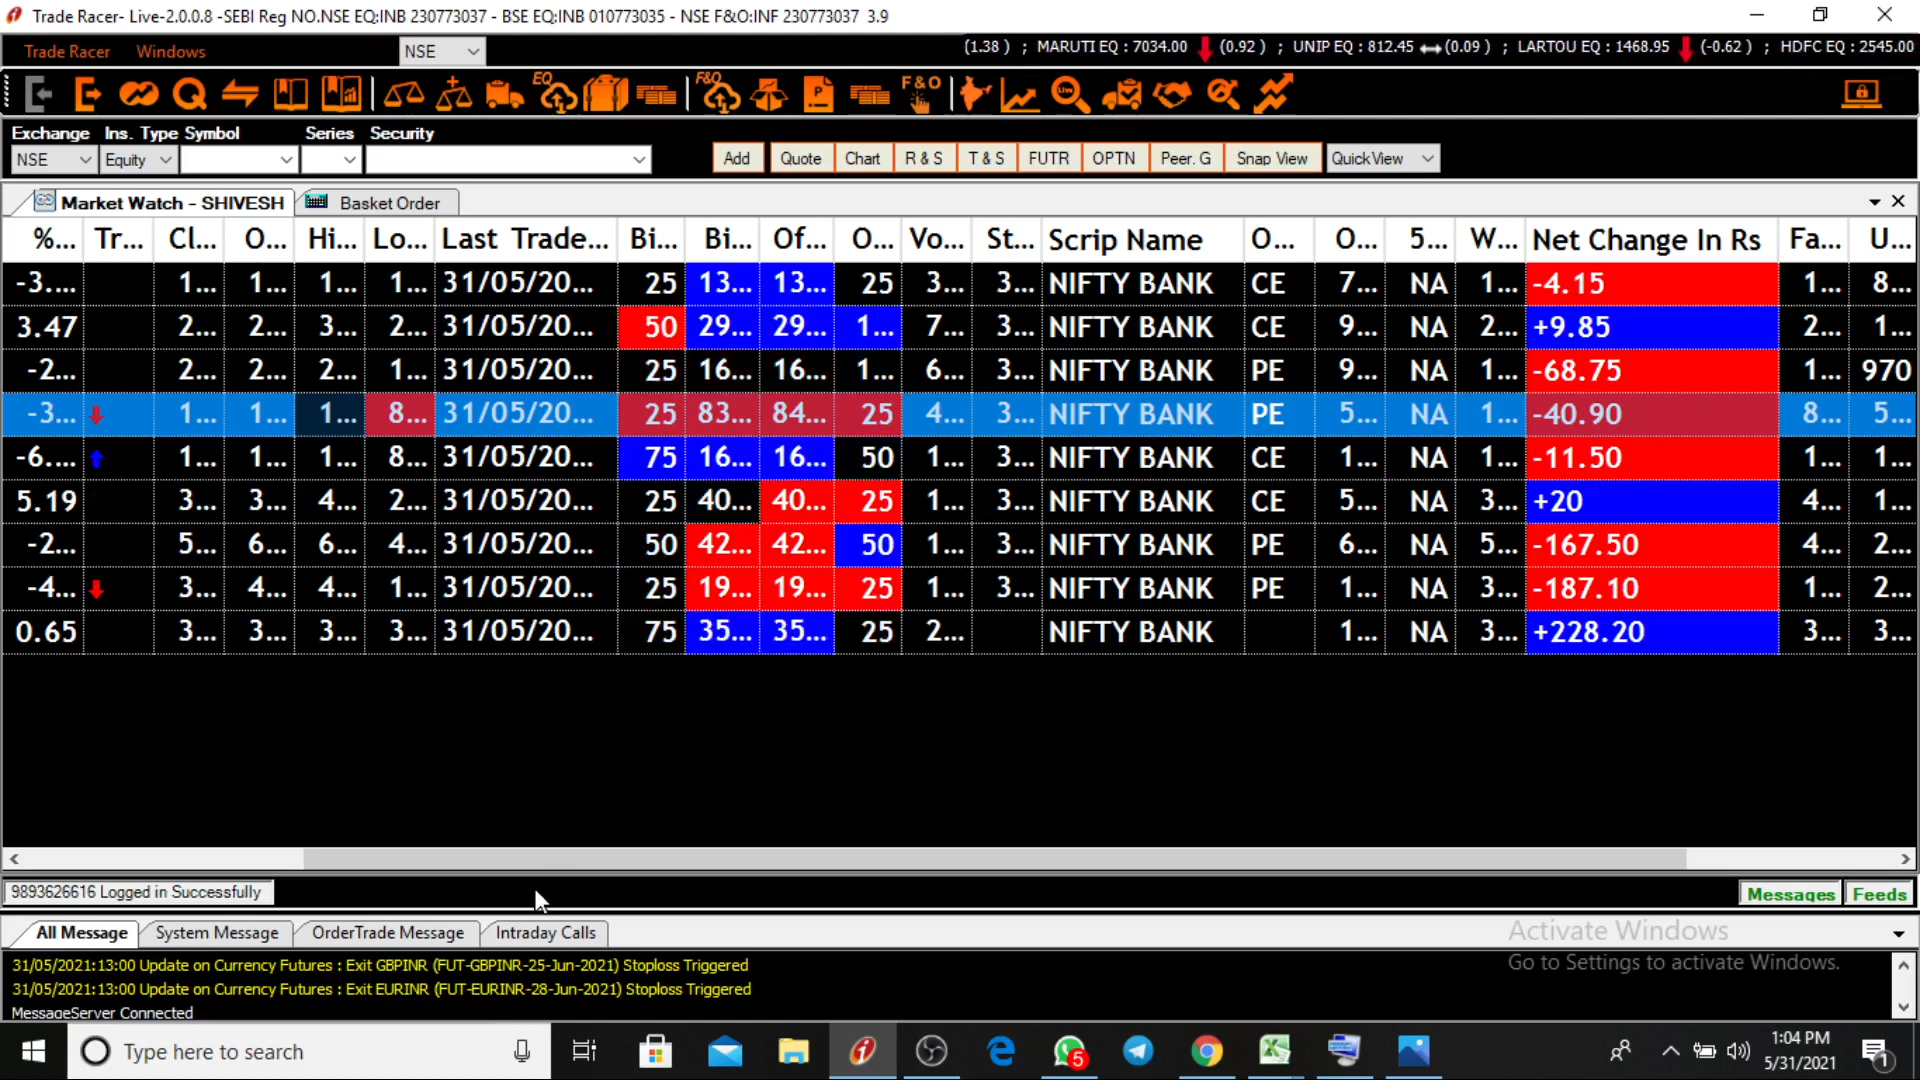 Trade Racer- Live-2.0.0.8 -SEBI Reg NO.NSE EQ:INB 230773037 - BSE EQ:INB 010773035 - NSE F&O:INF 230773037 3.9
Trade Racer Windows NSE (1.38 ) ; MARUTI EQ : 7034.00 (0.92 ) ; UNIP EQ : 812.45 (0.09 ) ; LARTOU EQ : 1468.95 (-0.62 ) ; HDFC EQ : 2545.00
EQ F&O P F&O LIVE
Exchange Ins. Type Symbol Series Security
NSE Equity Add Quote Chart R & S T & S FUTR OPTN Peer. G Snap View QuickView
Market Watch - SHIVESH Basket Order
%... Tr... Cl... O... Hi... Lo... Last Trade... Bi... Bi... Of... O... Vo... St... Scrip Name O... O... 5... W... Net Change In Rs Fa... U...
-3.... 1... 1... 1... 1... 31/05/20... 25 13... 13... 25 3... 3... NIFTY BANK CE 7... NA 1... -4.15 1... 8...
3.47 2... 2... 3... 2... 31/05/20... 50 29... 29... 1... 7... 3... NIFTY BANK CE 9... NA 2... +9.85 2... 1...
-2... 2... 2... 2... 1... 31/05/20... 25 16... 16... 1... 6... 3... NIFTY BANK PE 9... NA 1... -68.75 1... 970
-3... 1... 1... 1... 8... 31/05/20... 25 83... 84... 25 4... 3... NIFTY BANK PE 5... NA 1... -40.90 8... 5...
-6.... 1... 1... 1... 8... 31/05/20... 75 16... 16... 50 1... 3... NIFTY BANK CE 1... NA 1... -11.50 1... 1...
5.19 3... 3... 4... 2... 31/05/20... 25 40... 40... 25 1... 3... NIFTY BANK CE 5... NA 3... +20 4... 1...
-2... 5... 6... 6... 4... 31/05/20... 50 42... 42... 50 1... 3... NIFTY BANK PE 6... NA 5... -167.50 4... 2...
-4... 3... 4... 4... 1... 31/05/20... 25 19... 19... 25 1... 3... NIFTY BANK PE 1... NA 3... -187.10 1... 2...
0.65 3... 3... 3... 3... 31/05/20... 75 35... 35... 25 2... NIFTY BANK 1... NA 3... +228.20 3... 3...
9893626616 Logged in Successfully Messages Feeds
All Message System Message OrderTrade Message Intraday Calls
Activate Windows
Go to Settings to activate Windows.
31/05/2021:13:00 Update on Currency Futures : Exit GBPINR (FUT-GBPINR-25-Jun-2021) Stoploss Triggered
31/05/2021:13:00 Update on Currency Futures : Exit EURINR (FUT-EURINR-28-Jun-2021) Stoploss Triggered
MessageServer Connected
Type here to search 5 1:04 PM
5/31/2021 1